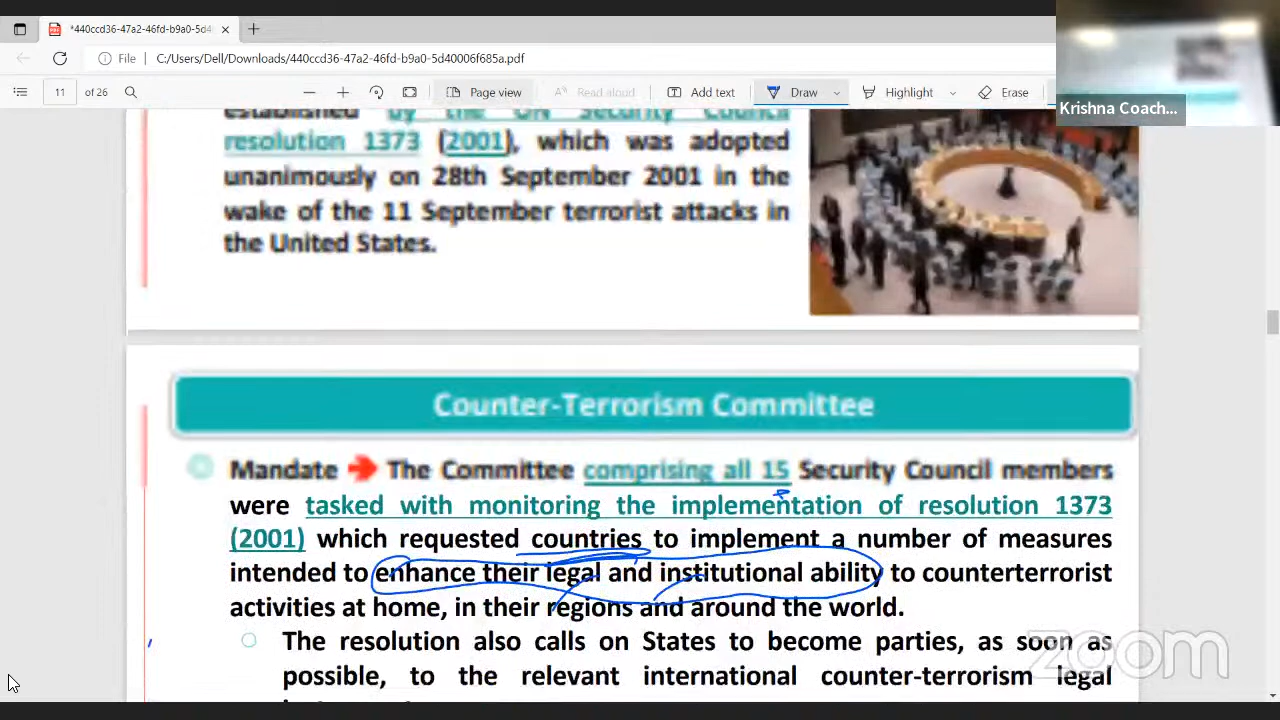 *440ccd36-47a2-46fd-b9a0-5d4
File
C:/Users/Dell/Downloads/440ccd36-47a2-46fd-b9a0-5d40006f685a.pdf
11 of 26
Page view
Read aloud
Add text
Draw
Highlight
Erase
Krishna Coach...
established by the UN Security Council
resolution 1373 (2001), which was adopted
unanimously on 28th September 2001 in the
wake of the 11 September terrorist attacks in
the United States.
Counter-Terrorism Committee
Mandate The Committee comprising all 15 Security Council members
were tasked with monitoring the implementation of resolution 1373
(2001) which requested countries to implement a number of measures
intended to enhance their legal and institutional ability to counterterrorist
activities at home, in their regions and around the world.
The resolution also calls on States to become parties, as soon as
possible, to the relevant international counter-terrorism legal
zoom